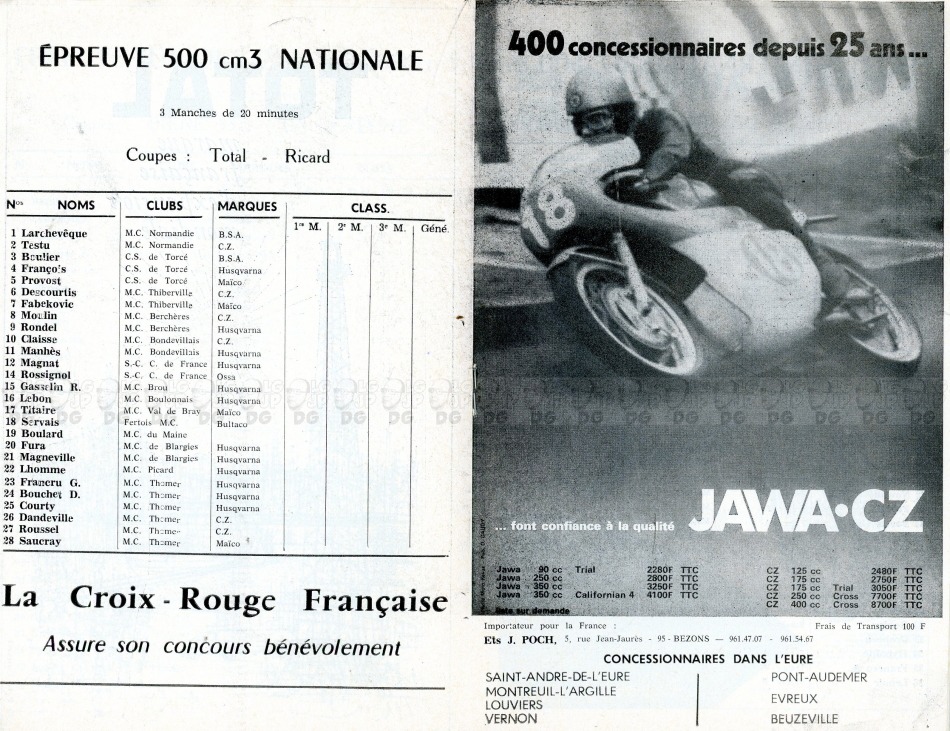 ÉPREUVE 500 cm3 NATIONALE
3 Manches de 20 minutes
Coupes : Total - Ricard
Nos NOMS CLUBS MARQUES CLASS.
1re M. 2e M. 3e M. Géné.
1 Larchevêque M.C. Normandie B.S.A.
2 Testu M.C. Normandie C.Z.
3 Boulier C.S. de Torcé B.S.A.
4 François C.S. de Torcé Husqvarna
5 Provost C.S. de Torcé Maïco
6 Descourtis M.C. Thiberville C.Z.
7 Fabekovic M.C. Thiberville Maïco
8 Moulin M.C. Berchères C.Z.
9 Rondel M.C. Berchères Husqvarna
10 Claisse M.C. Bondevillais C.Z.
11 Manhès M.C. Bondevillais Husqvarna
12 Magnat S.-C. C. de France Husqvarna
14 Rossignol S.-C. C. de France Ossa
15 Gasselin R. M.C. Brou Husqvarna
16 Lebon M.C. Boulonnais Husqvarna
17 Titaire M.C. Val de Bray Maïco
18 Servais Fertois M.C. Bultaco
19 Boulard M.C. du Maine
20 Fura M.C. de Blargies Husqvarna
21 Magneville M.C. de Blargies Husqvarna
22 Lhomme M.C. Picard Husqvarna
23 G. M.C. Thomer Husqvarna
24 Bouchet D. M.C. Thomer Husqvarna
25 Courty M.C. Thomer Husqvarna
26 Dandeville M.C. Thomer C.Z.
27 Roussel M.C. Thomer C.Z.
28 Saucray M.C. Thomer Maïco
La Croix-Rouge Française
Assure son concours bénévolement
400 concessionnaires depuis 25 ans...
18
... font confiance à la qualité JAWA•CZ
Jawa 90 cc Trial 2280F TTC
Jawa 250 cc 2800F TTC
Jawa 350 cc 3250F TTC
Jawa 350 cc Californian 4 4100F TTC
liste sur demande
CZ 125 cc 2480F TTC
CZ 175 cc 2750F TTC
CZ 175 cc Trial 3050F TTC
CZ 250 cc Cross 7700F TTC
CZ 400 cc Cross 8700F TTC
Importateur pour la France : Frais de Transport 100 F
Ets J. POCH, 5, rue Jean-Jaurès - 95 - BEZONS — 961.47.07 - 961.54.67
CONCESSIONNAIRES DANS L'EURE
SAINT-ANDRE-DE-L'EURE
MONTREUIL-L'ARGILLE
LOUVIERS
VERNON
PONT-AUDEMER
EVREUX
BEUZEVILLE